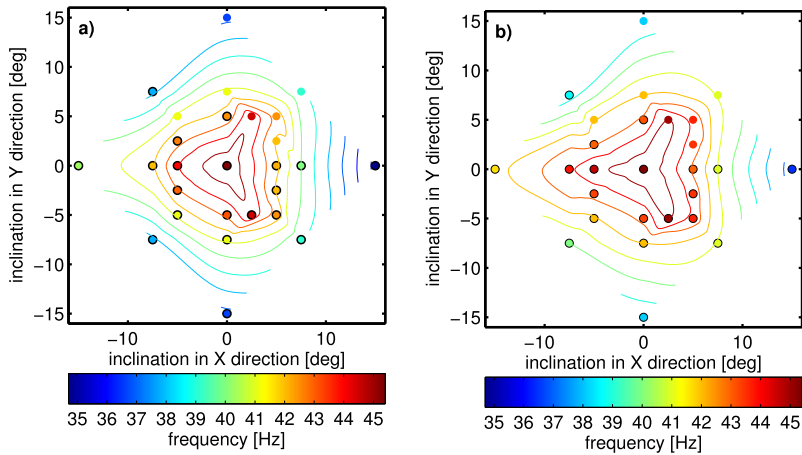 a)
inclination in Y direction [deg]
15
10
5
0
−5
−10
−15
−10 0 10
inclination in X direction [deg]
35 36 37 38 39 40 41 42 43 44 45
frequency [Hz]
b)
inclination in Y direction [deg]
15
10
5
0
−5
−10
−15
−10 0 10
inclination in X direction [deg]
35 36 37 38 39 40 41 42 43 44 45
frequency [Hz]